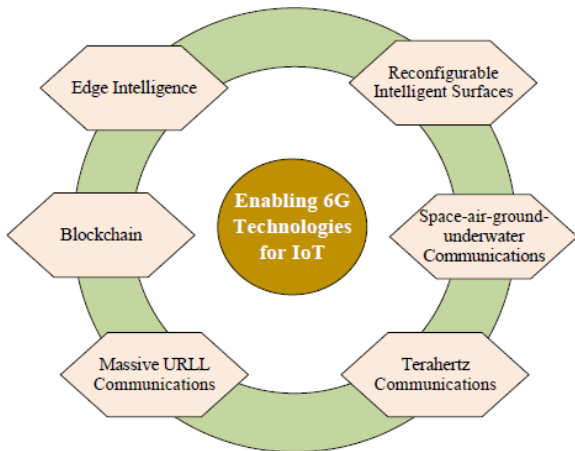 Edge Intelligence
Reconfigurable
Intelligent Surfaces
Enabling 6G
Technologies
for IoT
Blockchain
Space-air-ground-
underwater
Communications
Massive URLL
Communications
Terahertz
Communications